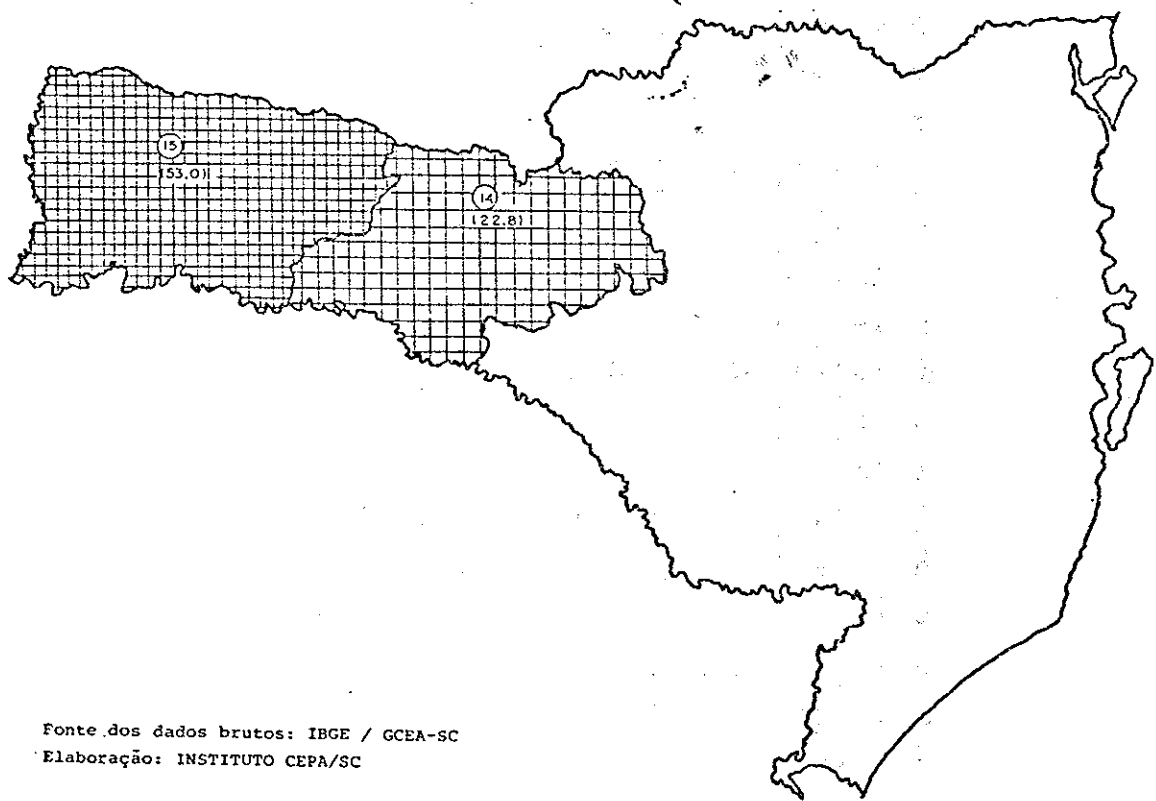 15
(53,0)
14
(22,8)
Fonte dos dados brutos: IBGE / GCEA-SC
Elaboração: INSTITUTO CEPA/SC